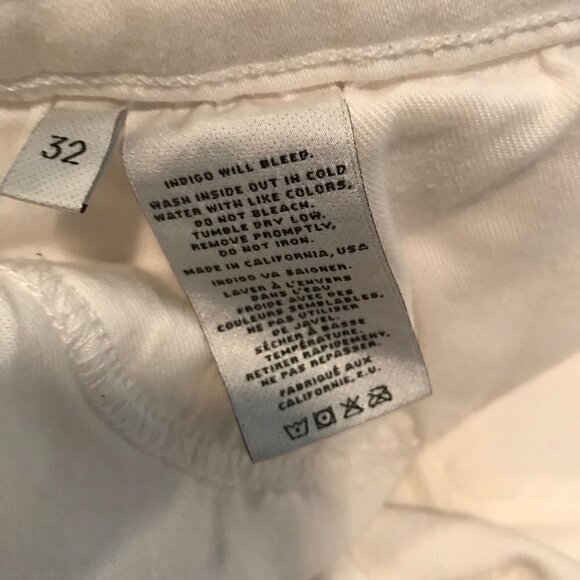 32
INDIGO WILL BLEED.
WASH INSIDE OUT IN COLD
WATER WITH LIKE COLORS.
DO NOT BLEACH.
TUMBLE DRY LOW.
REMOVE PROMPTLY,
DO NOT IRON.
MADE IN CALIFORNIA, USA
INDIGO VA SAIGNER.
LAVER À L'ENVERS
DANS L'EAU
FROIDE AVEC DES
COULEURS SEMBLABLES,
NE PAS UTILISER
DE JAVEL.
SÉCHER À BASSE
TEMPÉRATURE.
RETIRER RAPIDEMENT,
NE PAS REPASSER.
FABRIQUÉ AUX
CALIFORNIE, E.U.